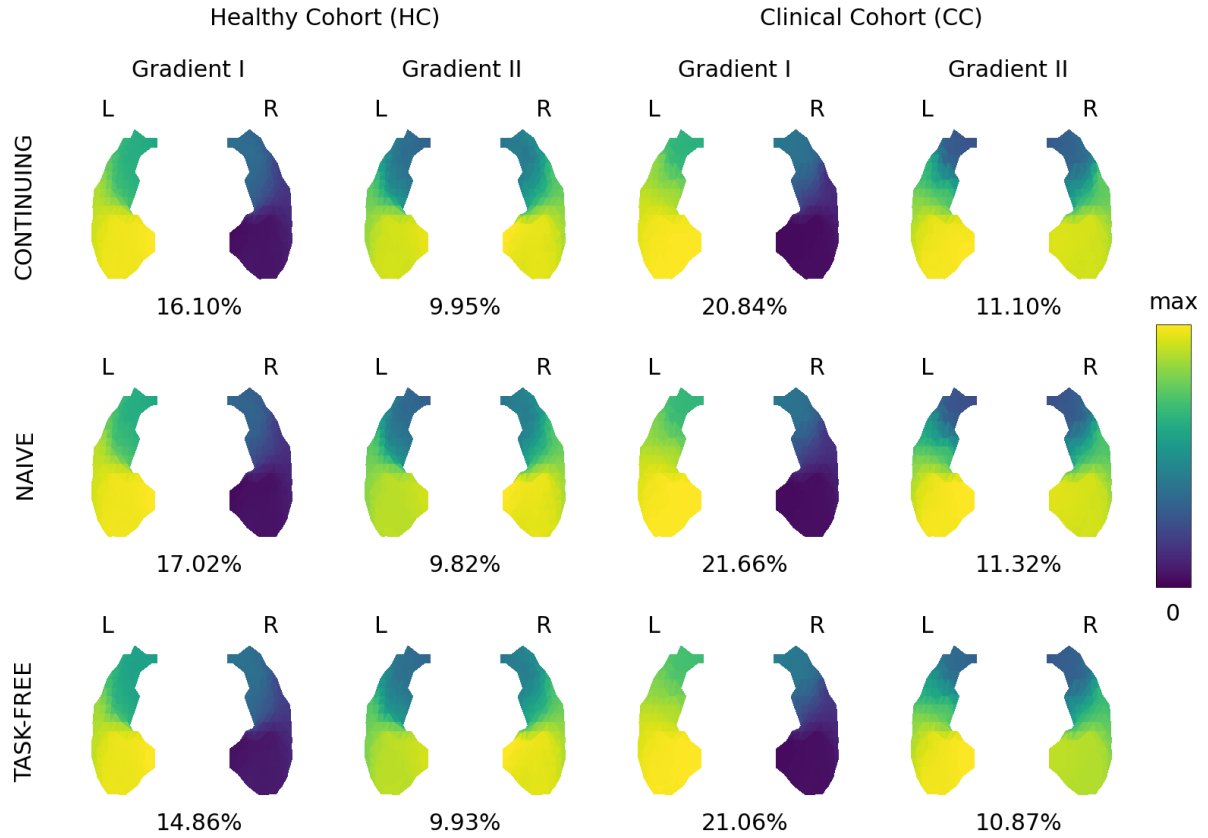 Healthy Cohort (HC) Clinical Cohort (CC)
Gradient I Gradient II Gradient I Gradient II
L R L R L R L R
CONTINUING
16.10% 9.95% 20.84% 11.10%
max
L R L R L R L R
NAIVE
17.02% 9.82% 21.66% 11.32%
0
L R L R L R L R
TASK-FREE
14.86% 9.93% 21.06% 10.87%